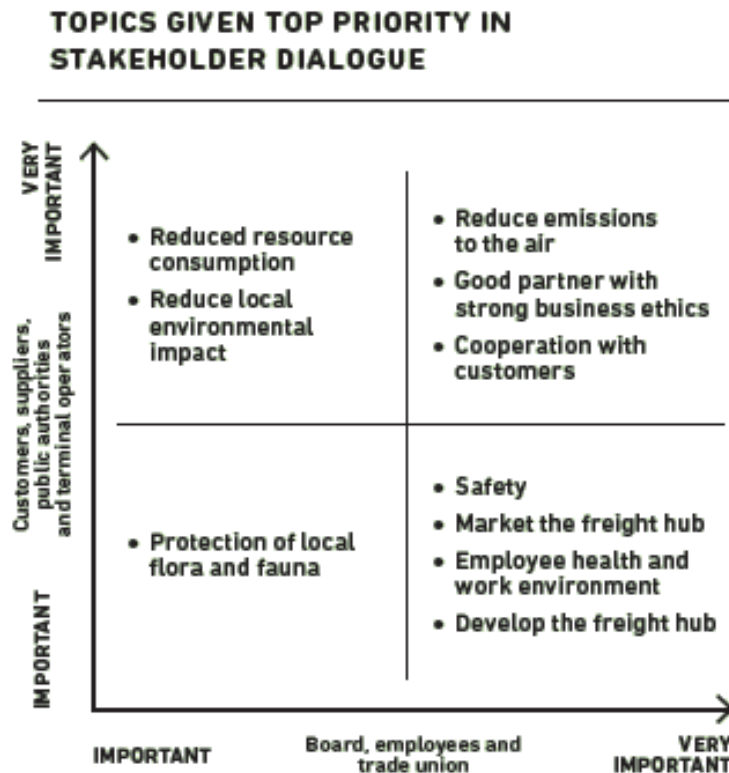 TOPICS GIVEN TOP PRIORITY IN
STAKEHOLDER DIALOGUE
VERY
IMPORTANT
• Reduced resource
consumption
• Reduce local
environmental
impact
• Reduce emissions
to the air
• Good partner with
strong business ethics
• Cooperation with
customers
Customers, suppliers,
public authorities
and terminal operators
• Protection of local
flora and fauna
• Safety
• Market the freight hub
• Employee health and
work environment
• Develop the freight hub
IMPORTANT
IMPORTANT
Board, employees and
trade union
VERY
IMPORTANT